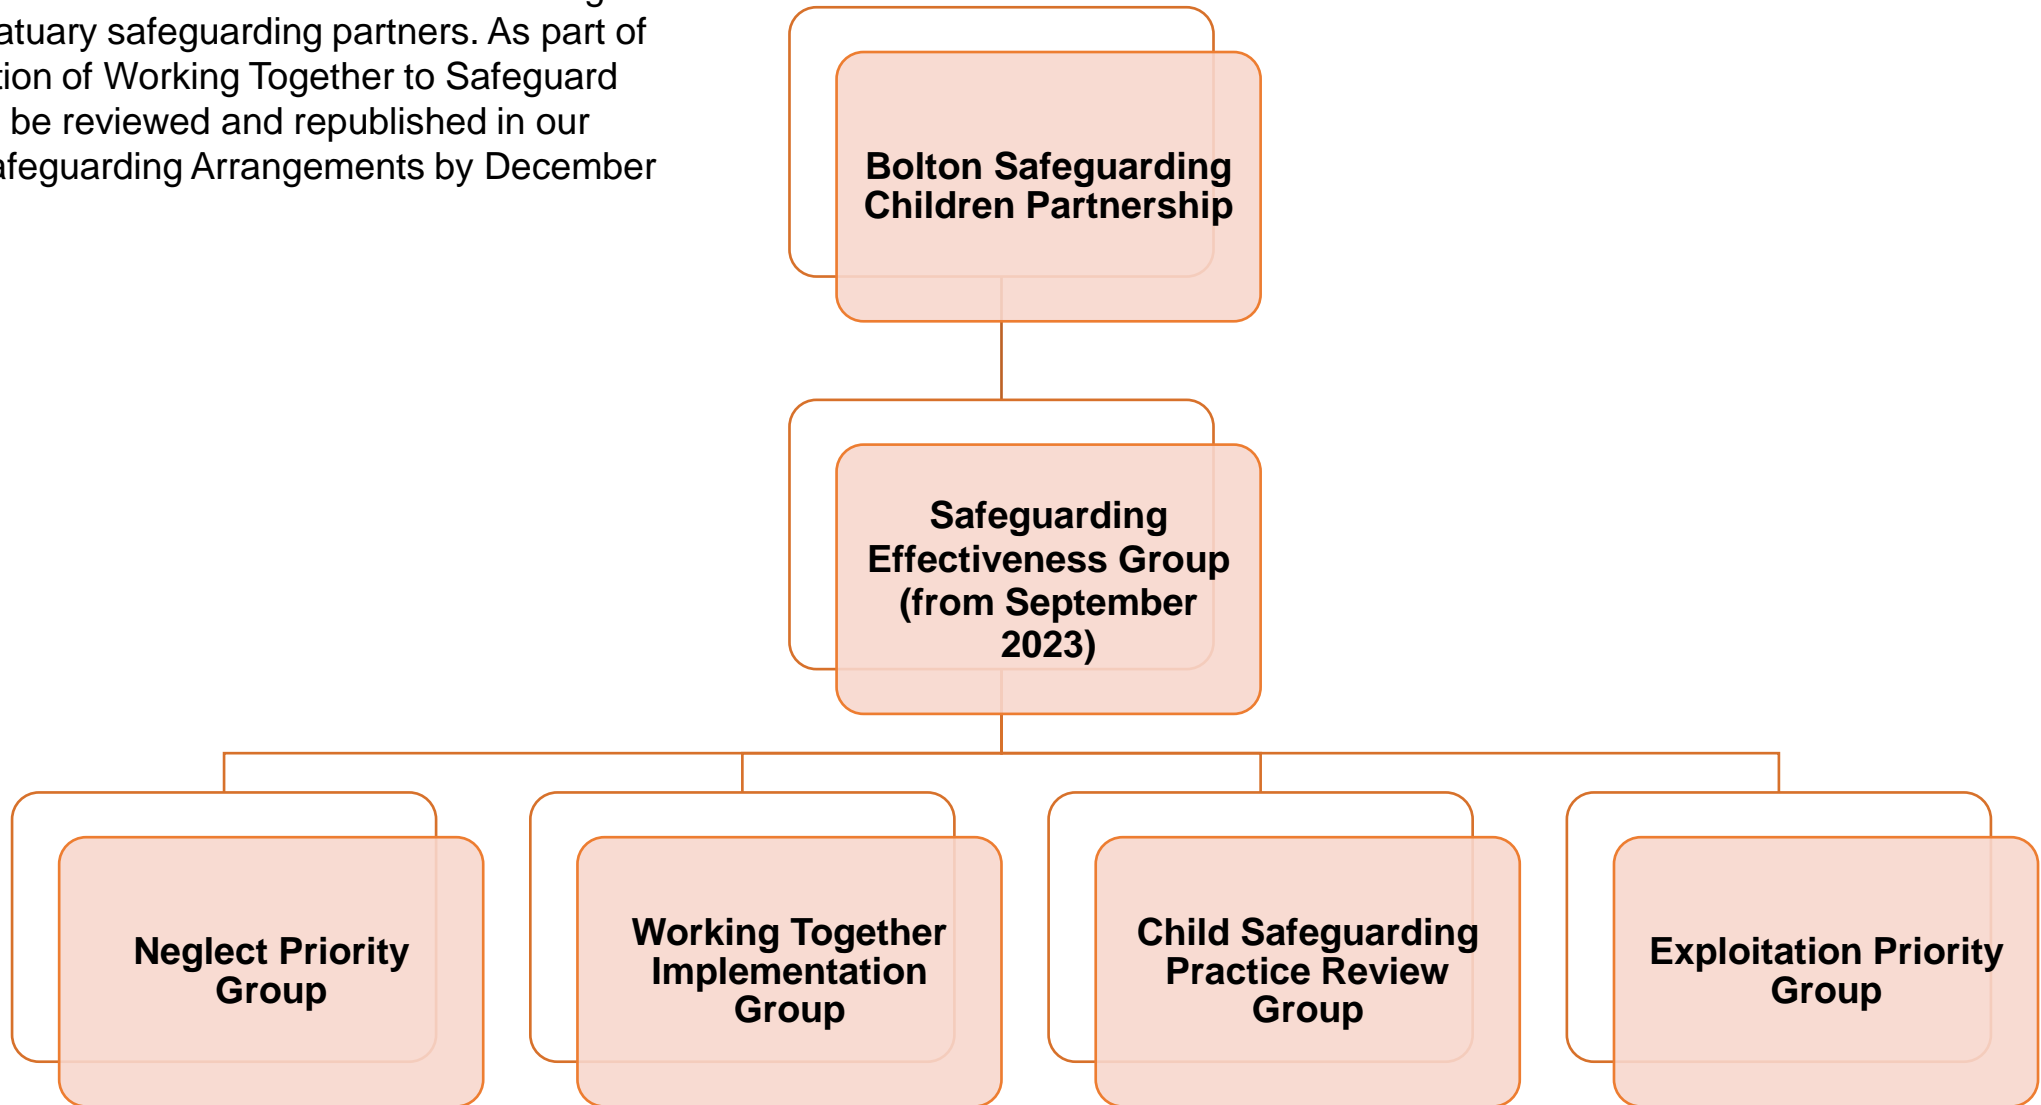 atuary safeguarding partners. As part of
tion of Working Together to Safeguard
be reviewed and republished in our
afeguarding Arrangements by December
Bolton Safeguarding
Children Partnership
Safeguarding
Effectiveness Group
(from September
2023)
Neglect Priority
Group
Working Together
Implementation
Group
Child Safeguarding
Practice Review
Group
Exploitation Priority
Group